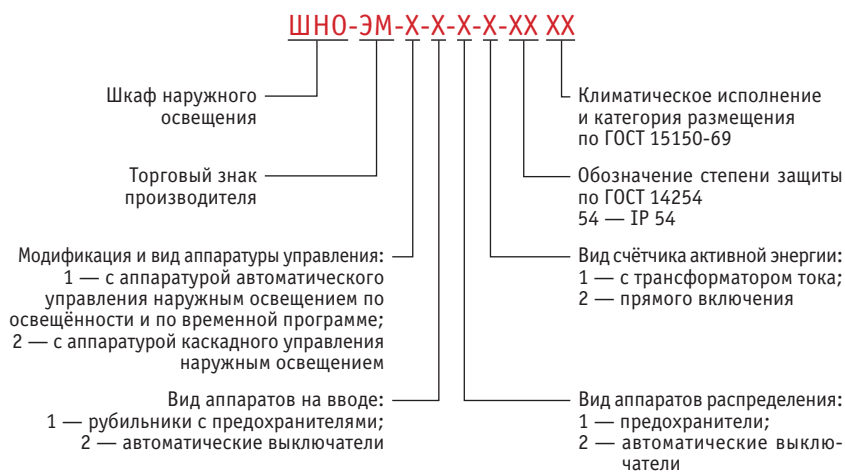 ШНО-ЭМ-Х-Х-Х-Х-ХХ ХХ
Шкаф наружного
освещения
Торговый знак
производителя
Модификация и вид аппаратуры управления:
1 — с аппаратурой автоматического
управления наружным освещением по
освещённости и по временной программе;
2 — с аппаратурой каскадного управления
наружным освещением
Вид аппаратов на вводе:
1 — рубильники с предохранителями;
2 — автоматические выключатели
Климатическое исполнение
и категория размещения
по ГОСТ 15150-69
Обозначение степени защиты
по ГОСТ 14254
54 — IP 54
Вид счётчика активной энергии:
1 — с трансформатором тока;
2 — прямого включения
Вид аппаратов распределения:
1 — предохранители;
2 — автоматические выклю-
чатели